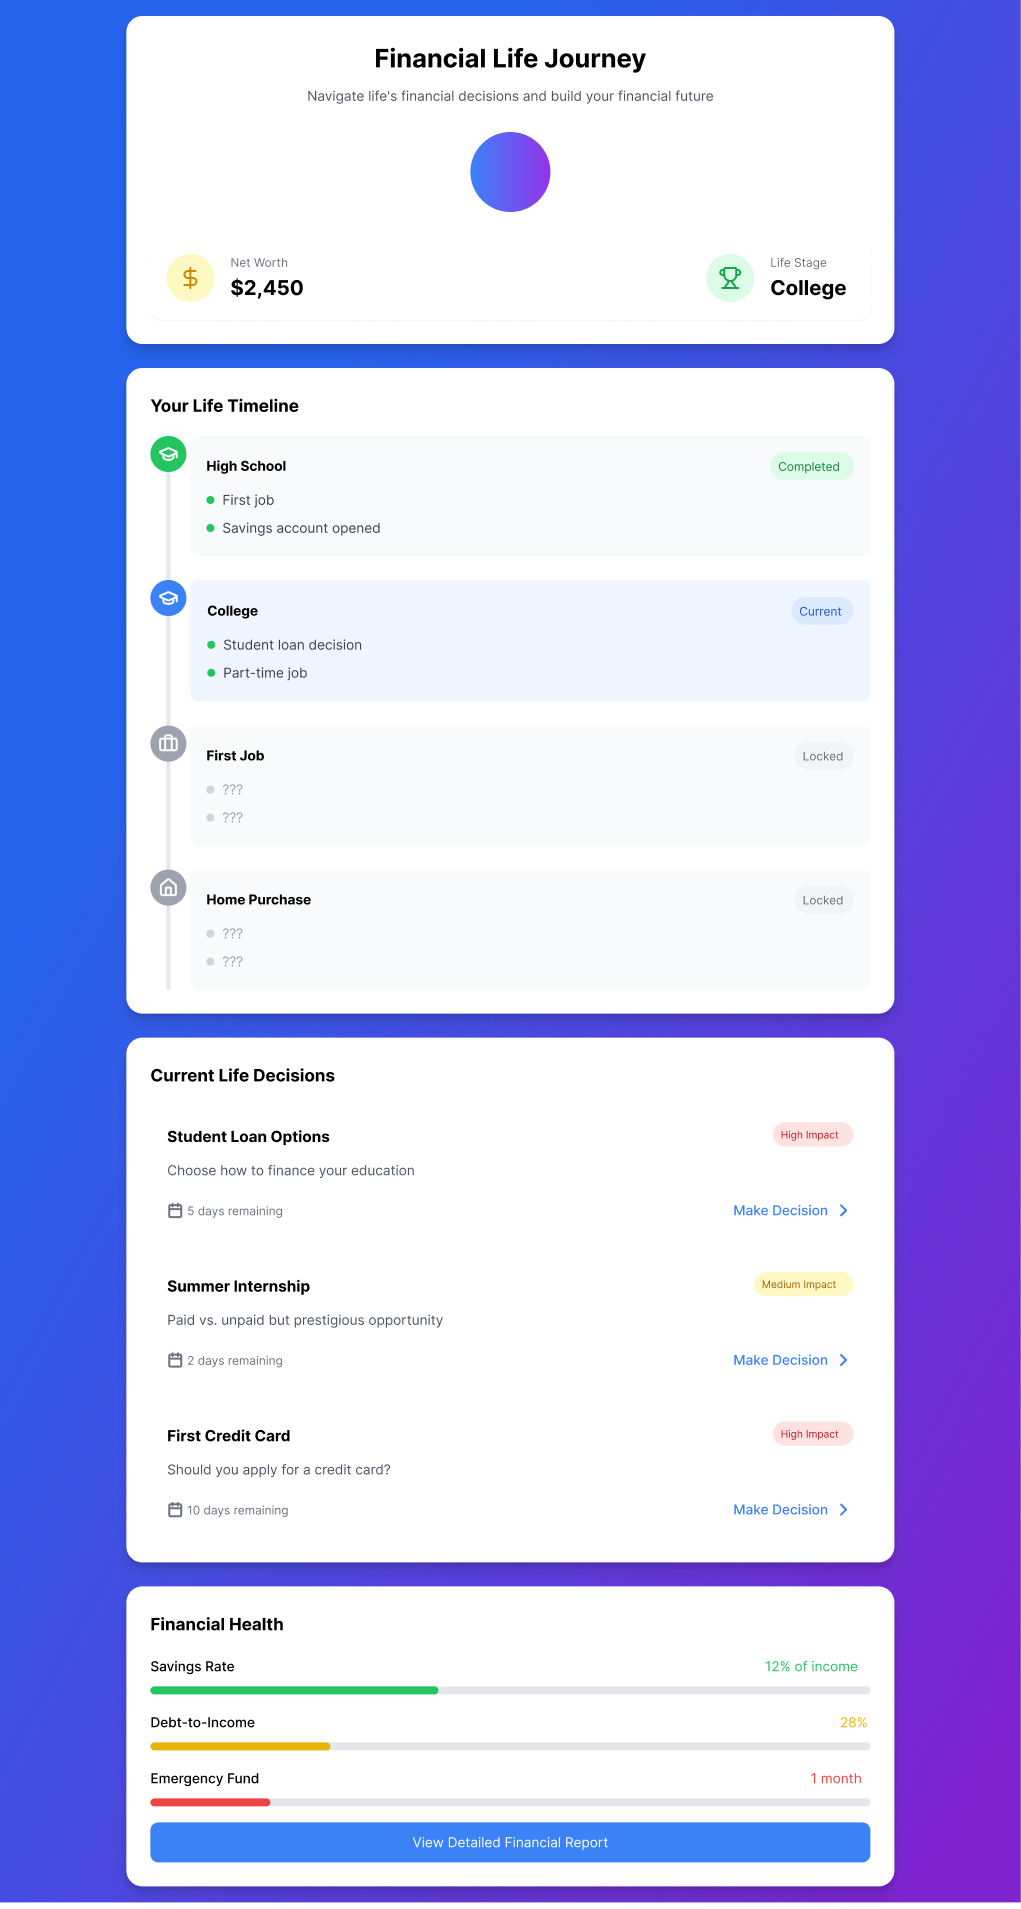 Financial Life Journey
Navigate life's financial decisions and build your financial future
Net Worth
$2,450
Life Stage
College
Your Life Timeline
High School
Completed
First job
Savings account opened
College
Current
Student loan decision
Part-time job
First Job
Locked
???
???
Home Purchase
Locked
???
???
Current Life Decisions
Student Loan Options
High Impact
Choose how to finance your education
5 days remaining
Make Decision
Summer Internship
Medium Impact
Paid vs. unpaid but prestigious opportunity
2 days remaining
Make Decision
First Credit Card
High Impact
Should you apply for a credit card?
10 days remaining
Make Decision
Financial Health
Savings Rate
12% of income
Debt-to-Income
28%
Emergency Fund
1 month
View Detailed Financial Report